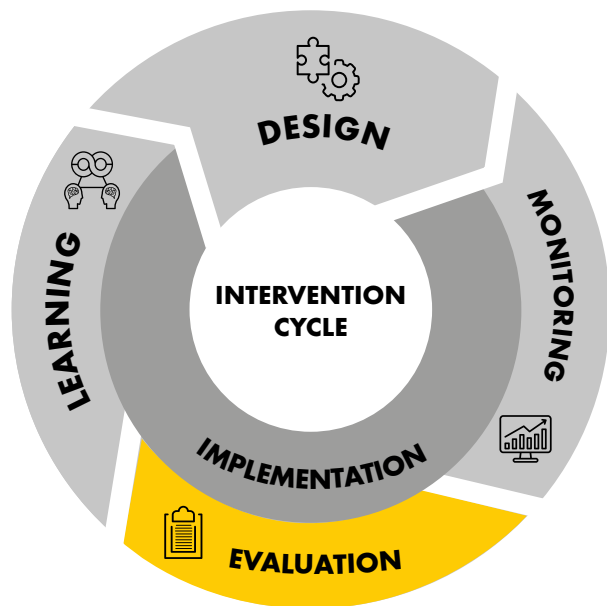 DESIGN
MONITORING
EVALUATION
LEARNING
IMPLEMENTATION
INTERVENTION
CYCLE